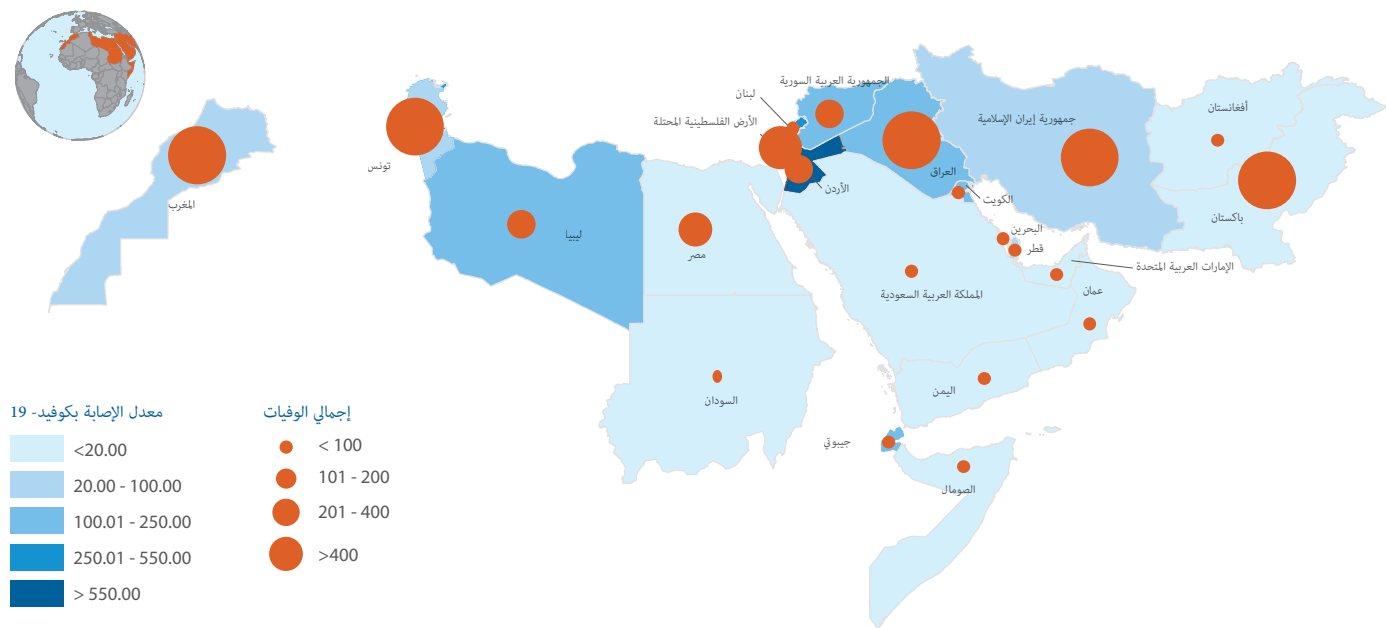 الجمهورية العربية السورية
لبنان
الأرض الفلسطينية المحتلة
أفغانستان
جمهورية إيران الإسلامية
تونس
العراق
الأردن
الكويت
المغرب
باكستان
البحرين
قطر
ليبيا
مصر
الإمارات العربية المتحدة
المملكة العربية السعودية
عمان
اليمن
السودان
جيبوتي
الصومال
إجمالي الوفيات
< 100
101 - 200
201 - 400
>400
معدل الإصابة بكوفيد- 19
<20.00
20.00 - 100.00
100.01 - 250.00
250.01 - 550.00
> 550.00